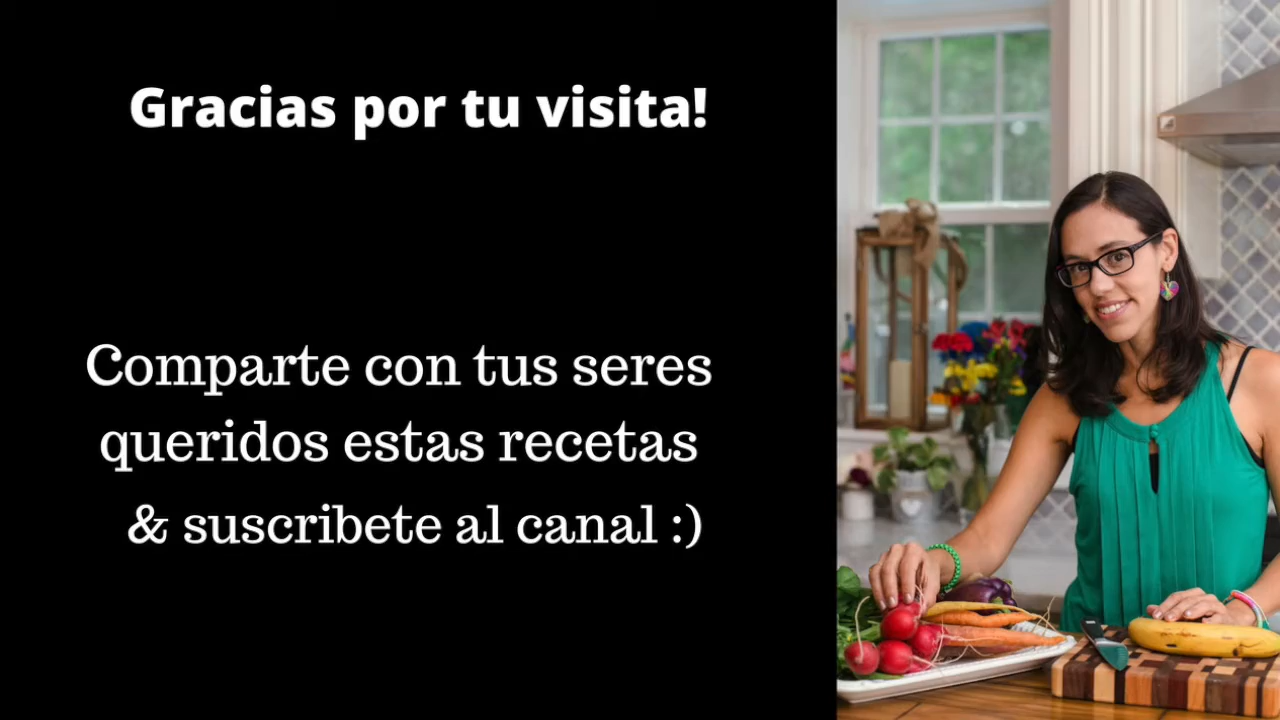 Gracias por tu visita!
Comparte con tus seres
queridos estas recetas
& suscribete al canal :)